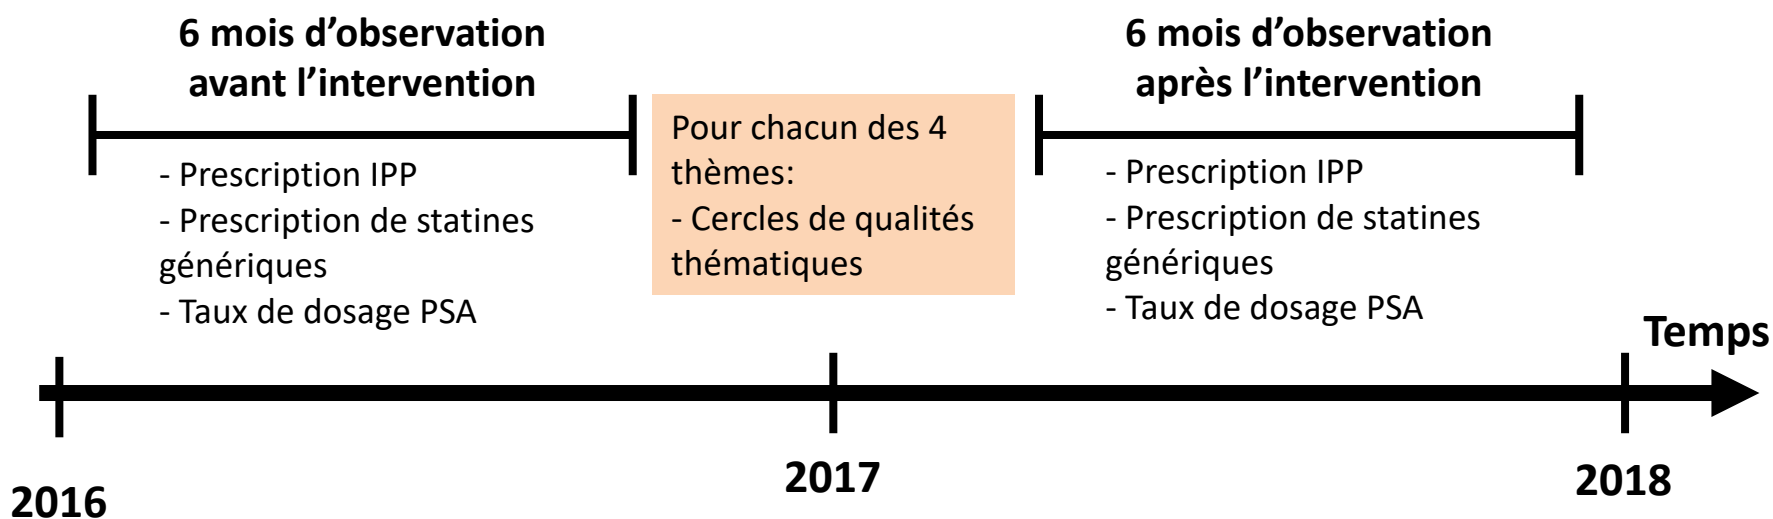 6 mois d’observation
avant l’intervention
- Prescription IPP
- Prescription de statines
génériques
- Taux de dosage PSA
Pour chacun des 4
thèmes:
- Cercles de qualités
thématiques
6 mois d’observation
après l’intervention
- Prescription IPP
- Prescription de statines
génériques
- Taux de dosage PSA
Temps
2016
2017
2018